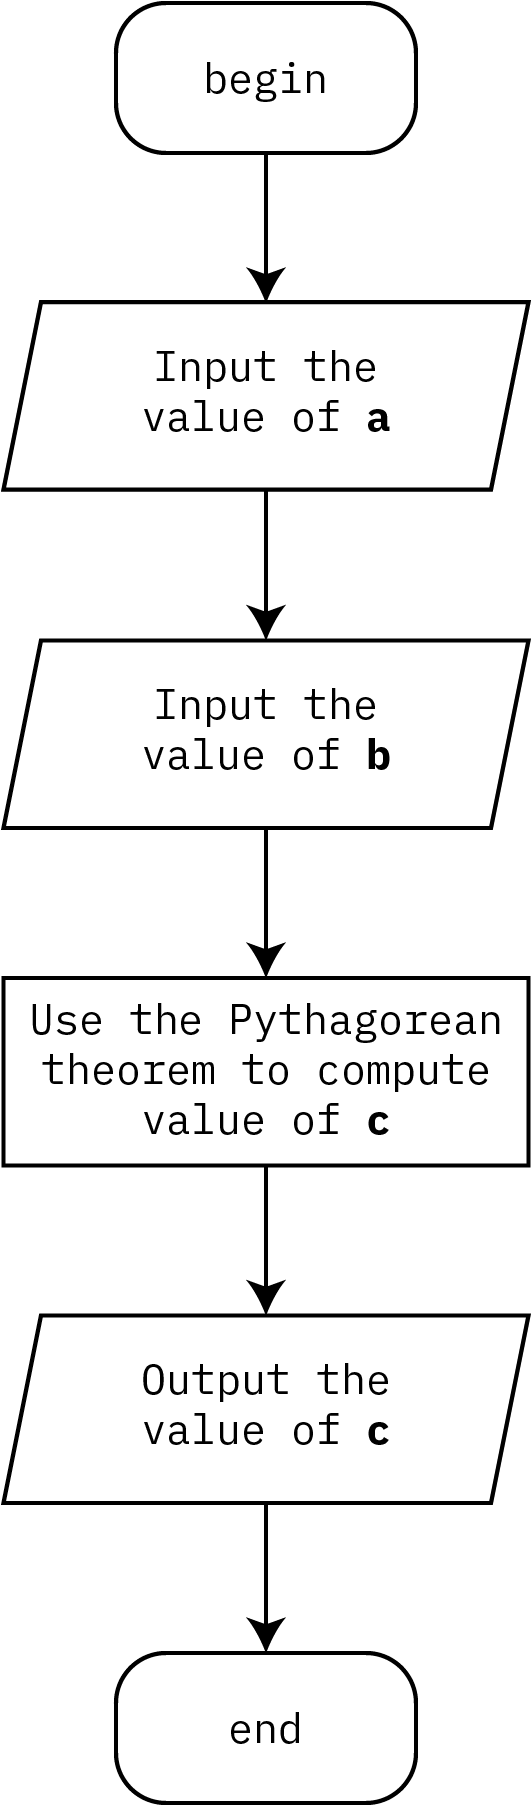 begin
Input the
value of a
Input the
value of b
Use the Pythagorean
theorem to compute
value of c
Output the
value of c
end